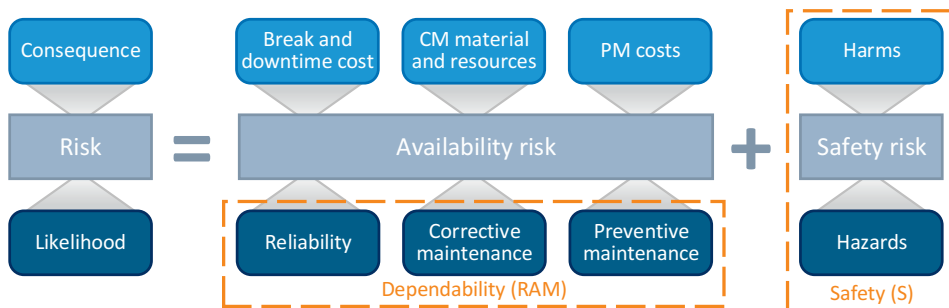 Consequence
Break and
downtime cost
CM material
and resources
PM costs
Harms
Risk
=
Availability risk
+
Safety risk
Likelihood
Reliability
Corrective
maintenance
Preventive
maintenance
Hazards
Dependability (RAM)
Safety (S)